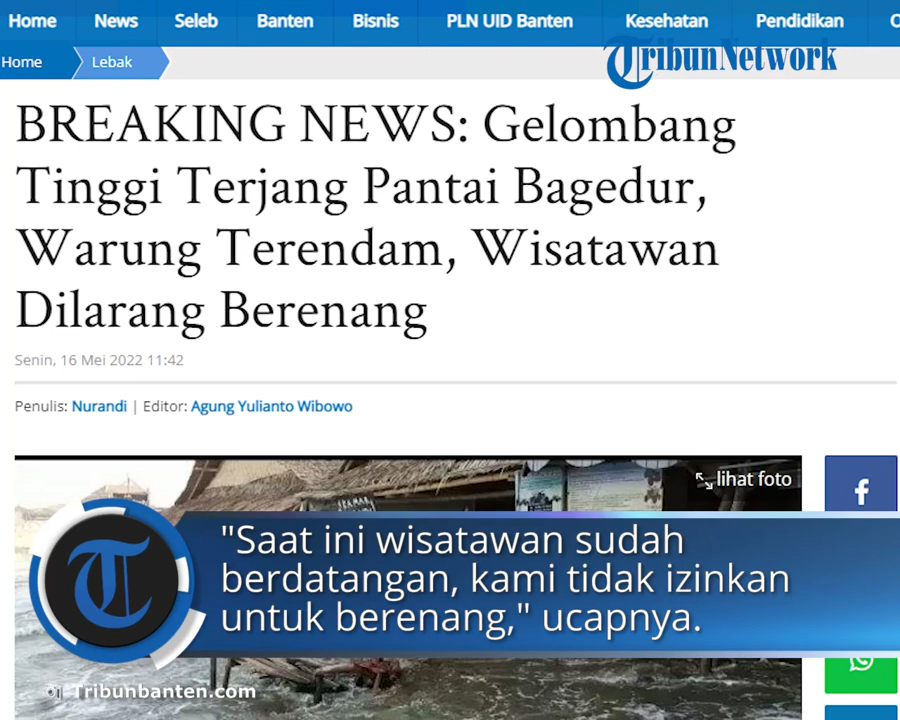 Home News Seleb Banten Bisnis PLN UID Banten Kesehatan Pendidikan
Home Lebak
TribunNetwork
BREAKING NEWS: Gelombang
Tinggi Terjang Pantai Bagedur,
Warung Terendam, Wisatawan
Dilarang Berenang
Senin, 16 Mei 2022 11:42
Penulis: Nurandi | Editor: Agung Yulianto Wibowo
lihat foto
f
T
"Saat ini wisatawan sudah
berdatangan, kami tidak izinkan
untuk berenang," ucapnya.
Tribunbanten.com